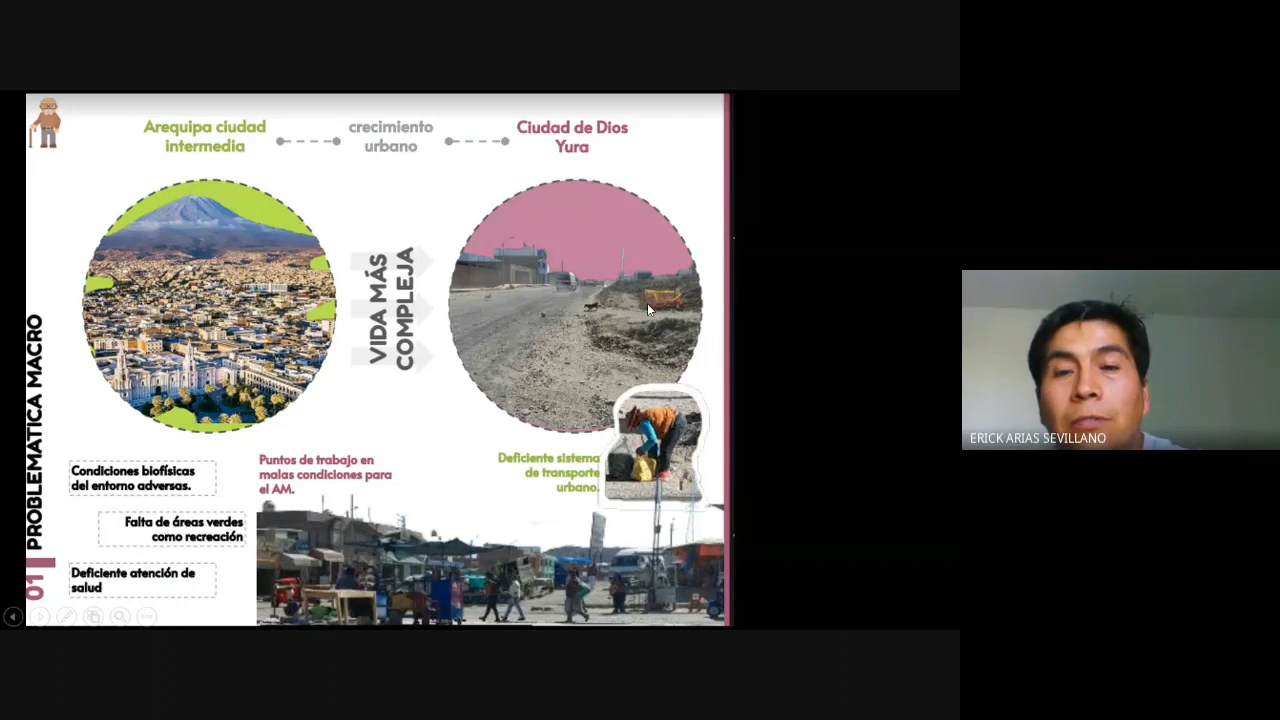 Arequipa ciudad
intermedia
crecimiento
urbano
Ciudad de Dios
Yura
VIDA MÁS
COMPLEJA
01 PROBLEMATICA MACRO
Condiciones biofísicas
del entorno adversas.
Falta de áreas verdes
como recreación
Deficiente atención de
salud
Puntos de trabajo en
malas condiciones para
el AM.
Deficiente sistema
de transporte
urbano.
ERICK ARIAS SEVILLANO